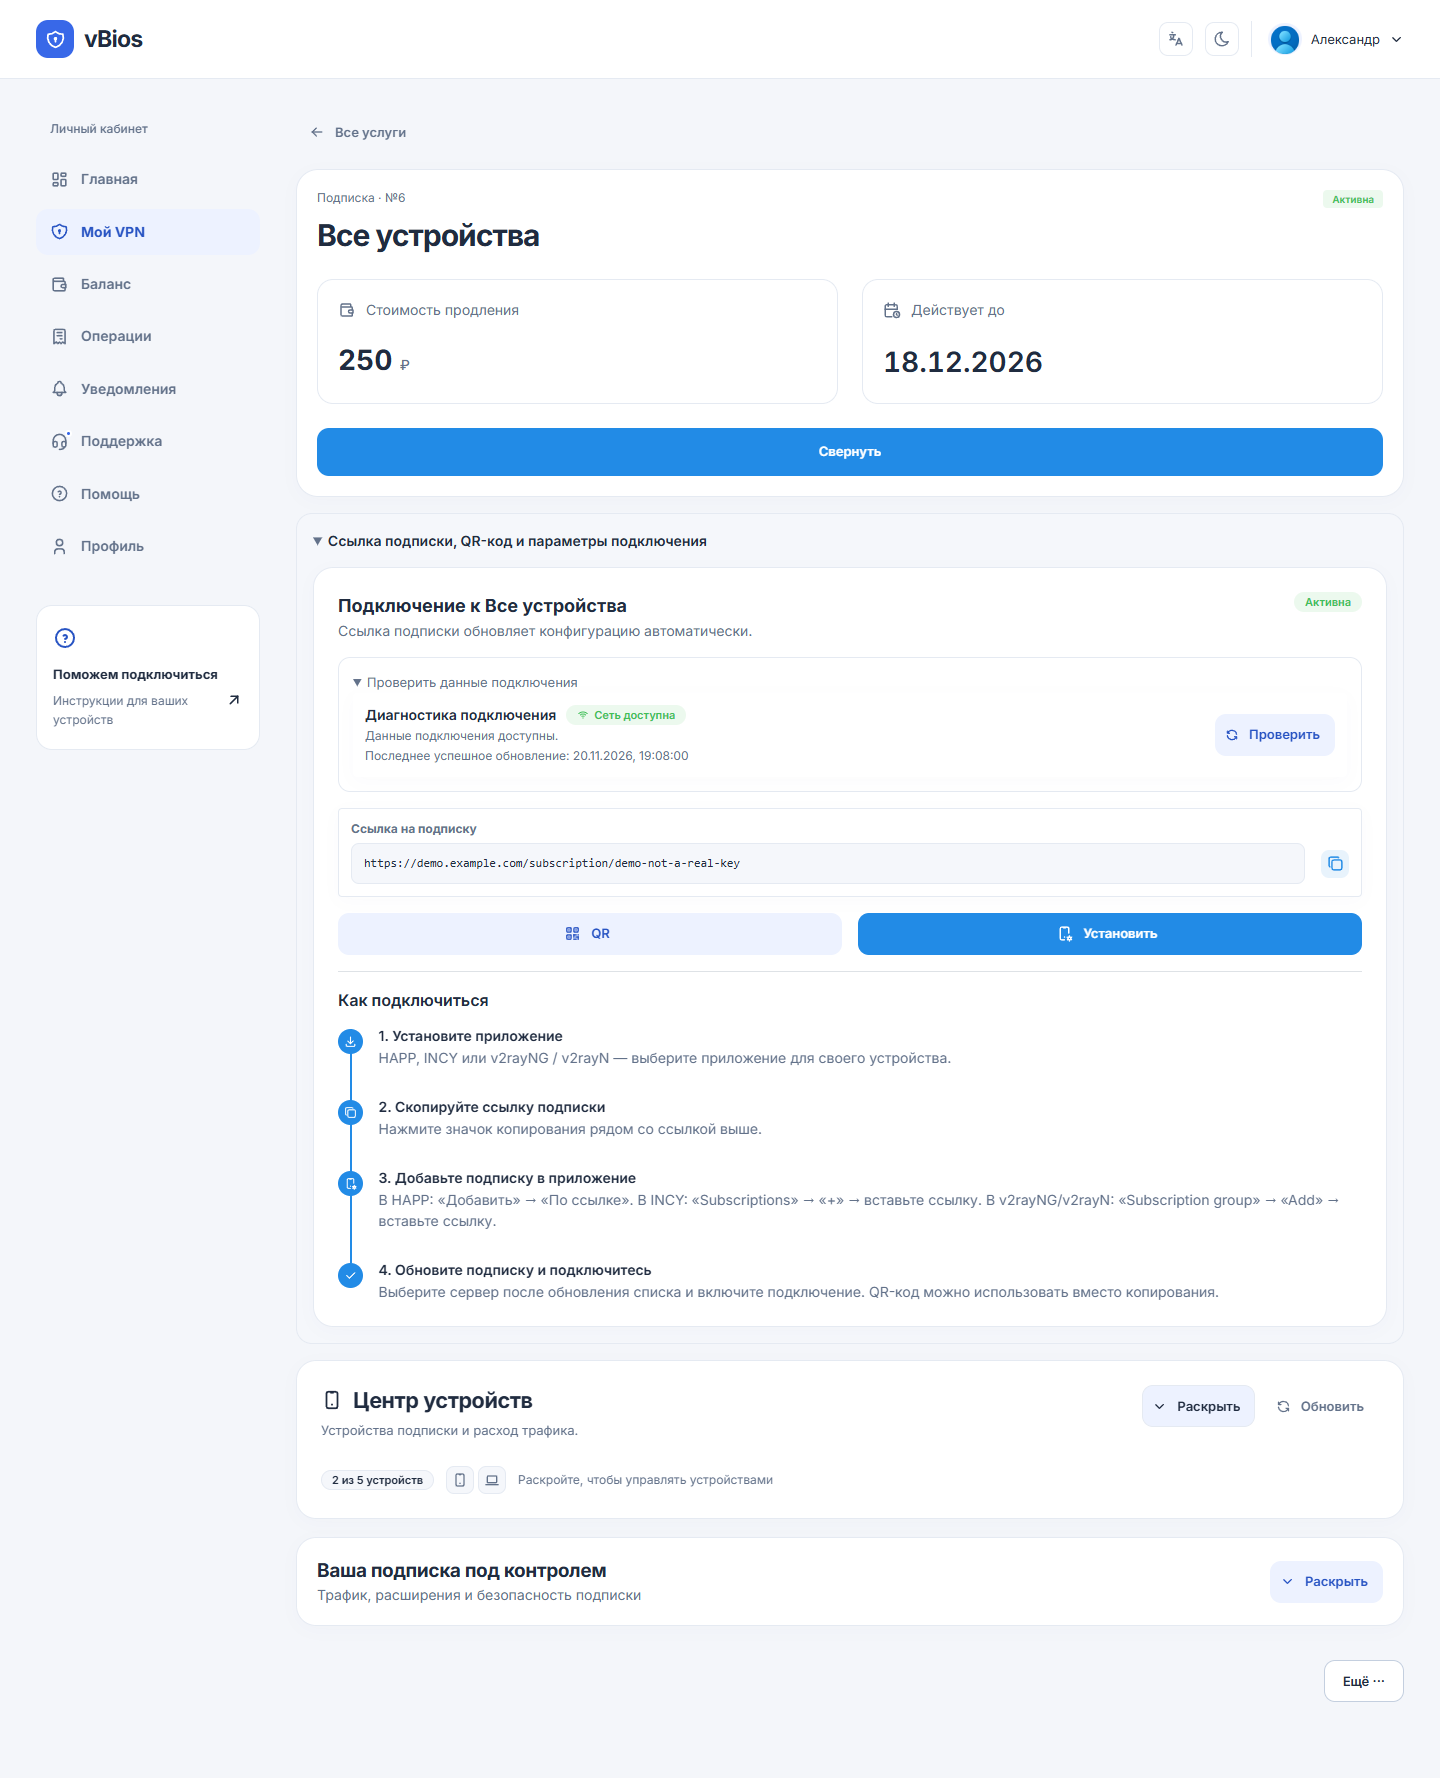 vBios
Александр
Личный кабинет
Главная
Мой VPN
Баланс
Операции
Уведомления
Поддержка
Помощь
Профиль
Поможем подключиться
Инструкции для ваших
устройств
Все услуги
Подписка · №6
Активна
Все устройства
Стоимость продления
250 ₽
Действует до
18.12.2026
Свернуть
Ссылка подписки, QR-код и параметры подключения
Подключение к Все устройства
Активна
Ссылка подписки обновляет конфигурацию автоматически.
Проверить данные подключения
Диагностика подключения
Сеть доступна
Данные подключения доступны.
Последнее успешное обновление: 20.11.2026, 19:08:00
Проверить
Ссылка на подписку
https://demo.example.com/subscription/demo-not-a-real-key
QR
Установить
Как подключиться
1. Установите приложение
HAPP, INCY или v2rayNG / v2rayN — выберите приложение для своего устройства.
2. Скопируйте ссылку подписки
Нажмите значок копирования рядом со ссылкой выше.
3. Добавьте подписку в приложение
В HAPP: «Добавить» → «По ссылке». В INCY: «Subscriptions» → «+» → вставьте ссылку. В v2rayNG/v2rayN: «Subscription group» → «Add» →
вставьте ссылку.
4. Обновите подписку и подключитесь
Выберите сервер после обновления списка и включите подключение. QR-код можно использовать вместо копирования.
Центр устройств
Устройства подписки и расход трафика.
Раскрыть
Обновить
2 из 5 устройств
Раскройте, чтобы управлять устройствами
Ваша подписка под контролем
Трафик, расширения и безопасность подписки
Раскрыть
Ещё ···